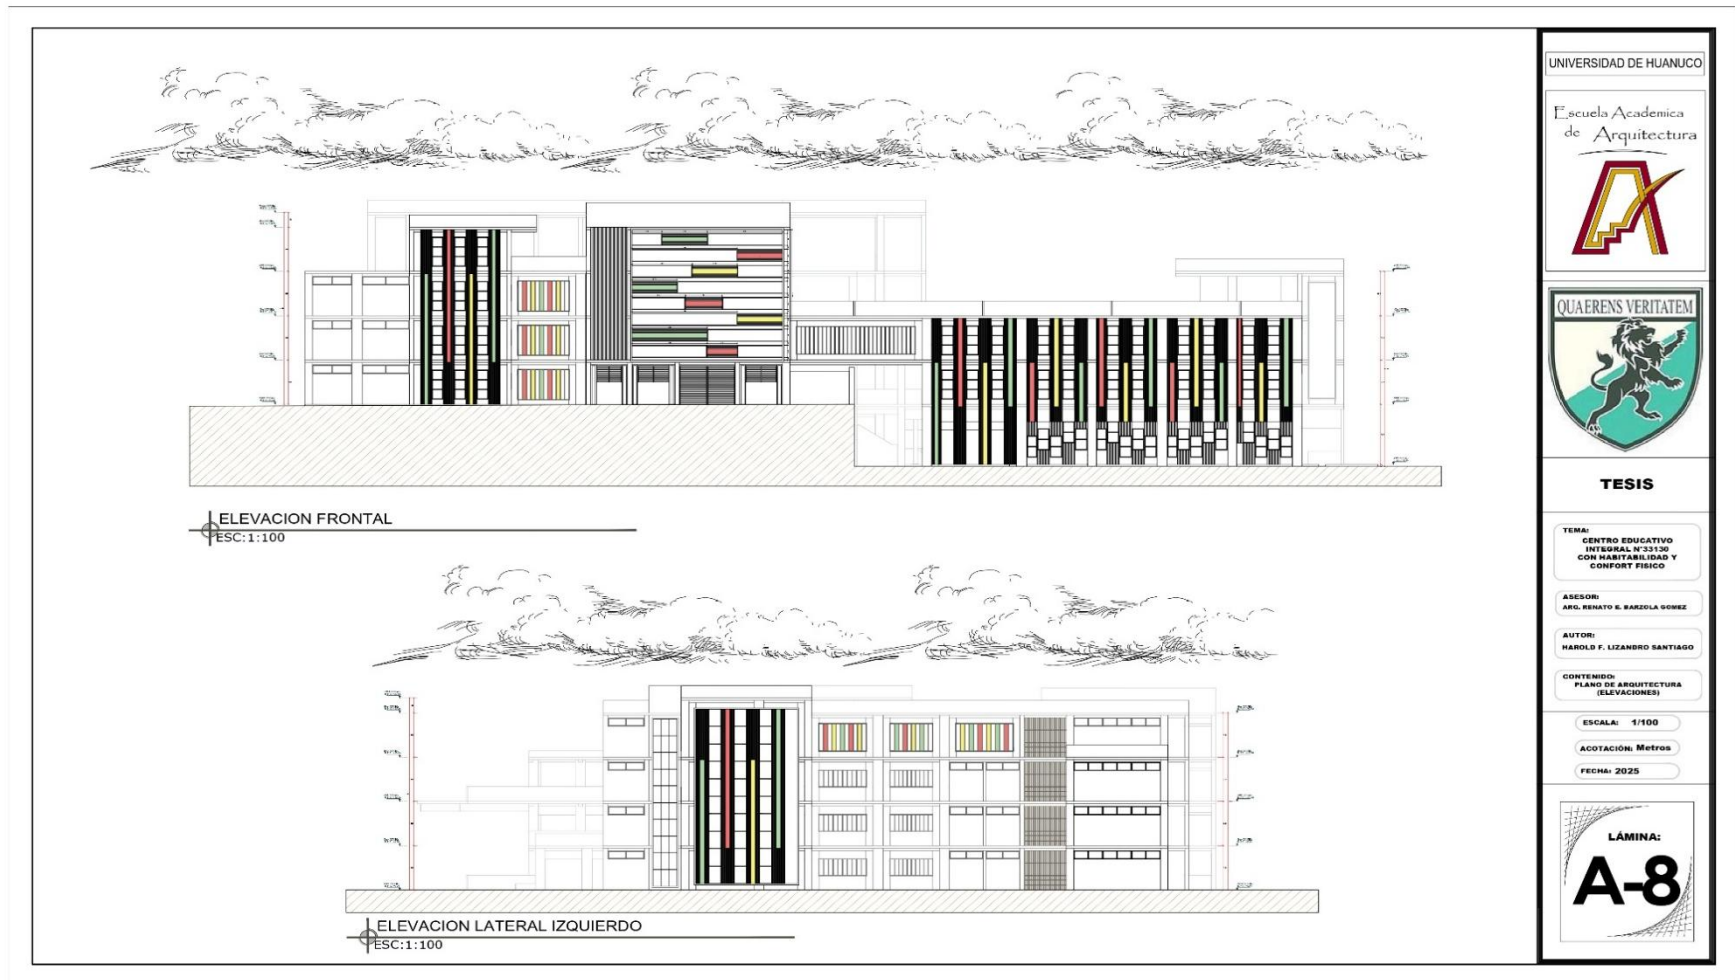 ELEVACION FRONTAL
ESC:1:100
ELEVACION LATERAL IZQUIERDO
ESC:1:100
UNIVERSIDAD DE HUANUCO
Escuela Academica
de Arquitectura
QUAERENS VERITATEM
TESIS
TEMA:
CENTRO EDUCATIVO
INTEGRAL N°33130
CON HABITABILIDAD Y
CONFORT FISICO
ASESOR:
ARQ. RENATO E. BARZOLA GOMEZ
AUTOR:
HAROLD F. LIZANDRO SANTIAGO
CONTENIDO:
PLANO DE ARQUITECTURA
(ELEVACIONES)
ESCALA: 1/100
ACOTACIÓN: Metros
FECHA: 2025
LÁMINA:
A-8